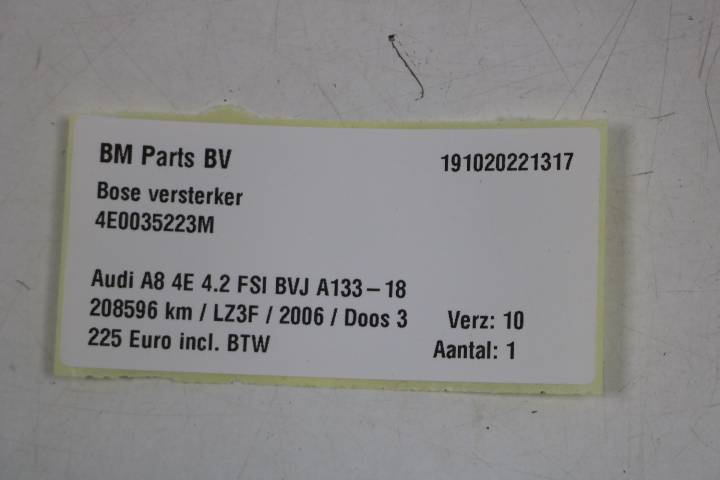 BM Parts BV 191020221317
Bose versterker
4E0035223M
Audi A8 4E 4.2 FSI BVJ A133-18
208596 km / LZ3F / 2006 / Doos 3 Verz: 10
225 Euro incl. BTW Aantal: 1